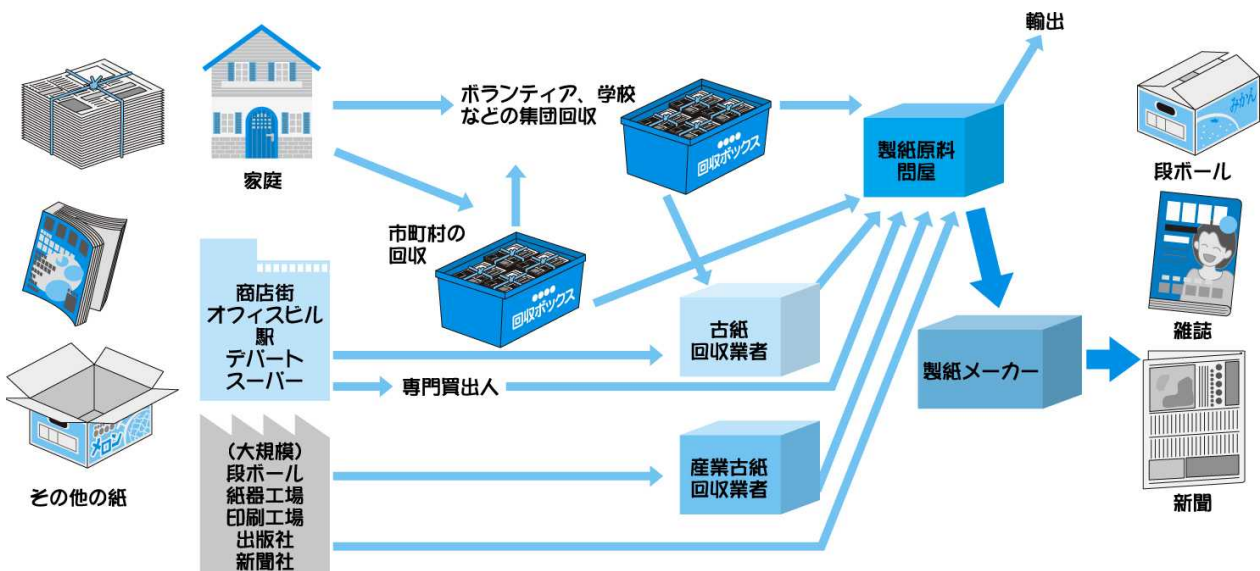 輸出
ボランティア、学校
などの集団回収
回収ボックス
製紙原料
問屋
みかん
段ボール
家庭
市町村の
回収
回収ボックス
商店街
オフィスビル
駅
デパート
スーパー
古紙
回収業者
専門買出人
製紙メーカー
雑誌
メロン
その他の紙
(大規模)
段ボール
紙器工場
印刷工場
出版社
新聞社
産業古紙
回収業者
新聞